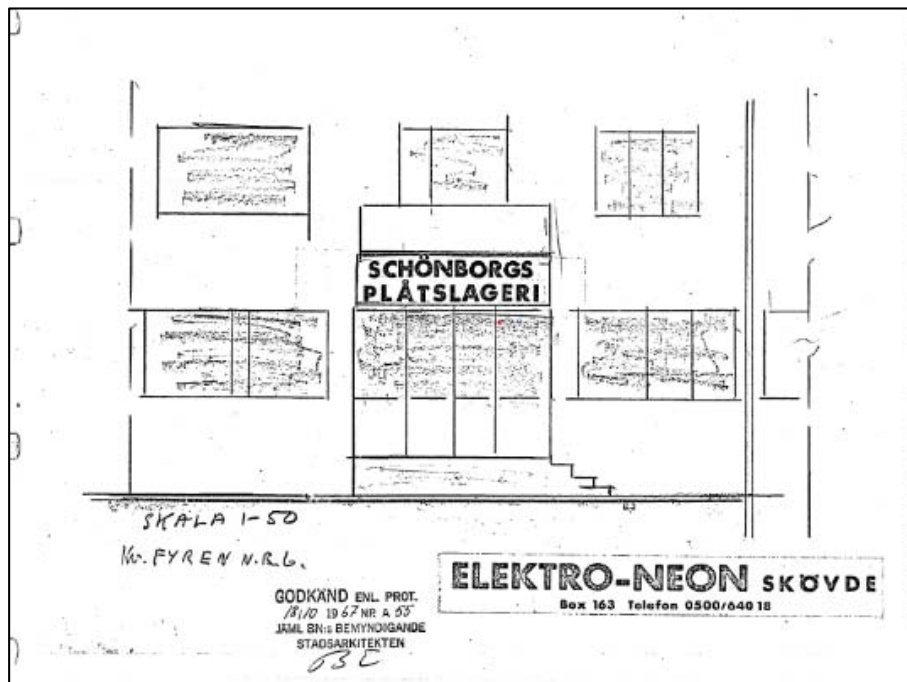 SCHÖNBORGS
PLÅTSLAGERI
SKALA 1-50
Kv. FYREN N.R.6.
ELEKTRO-NEON SKÖVDE
Box 163 Telefon 0500/640 18
GODKÄND ENL. PROT.
18/10 1967 NR A 55
JÄML BN:s BEMYNDIGANDE
STADSARKITEKTEN